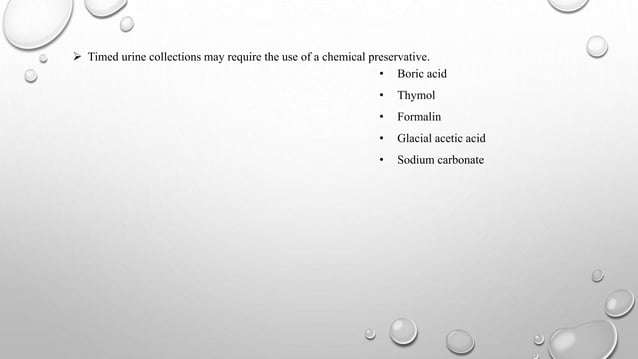 ➢ Timed urine collections may require the use of a chemical preservative.
• Boric acid
• Thymol
• Formalin
• Glacial acetic acid
• Sodium carbonate